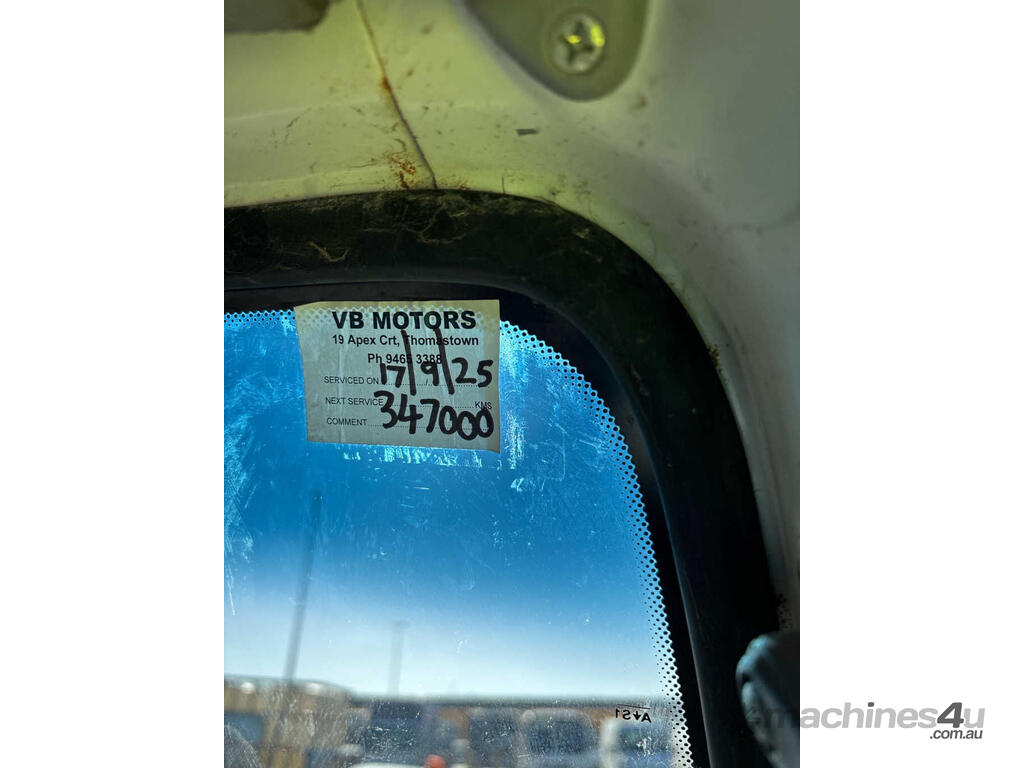 VB MOTORS
19 Apex Crt, Thomastown
Ph 9465 3388
SERVICED ON 17/9/25
NEXT SERVICE KMS
347000
COMMENT
A↓S1
machines4u
.com.au